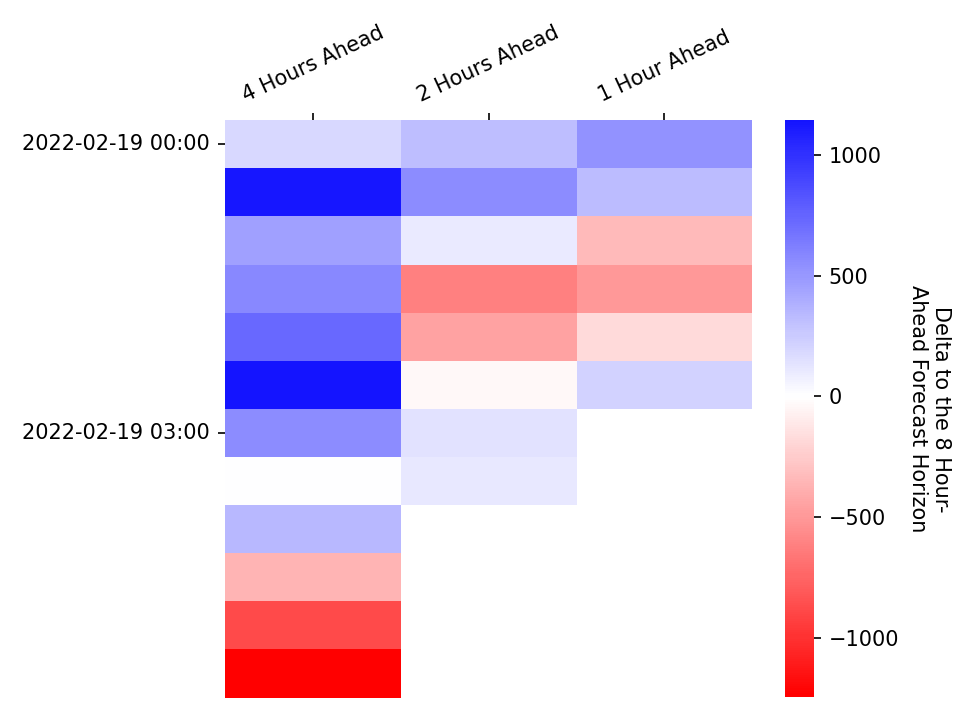 4 Hours Ahead
2 Hours Ahead
1 Hour Ahead
2022-02-19 00:00
2022-02-19 03:00
1000
500
0
−500
−1000
Delta to the 8 Hour-
Ahead Forecast Horizon